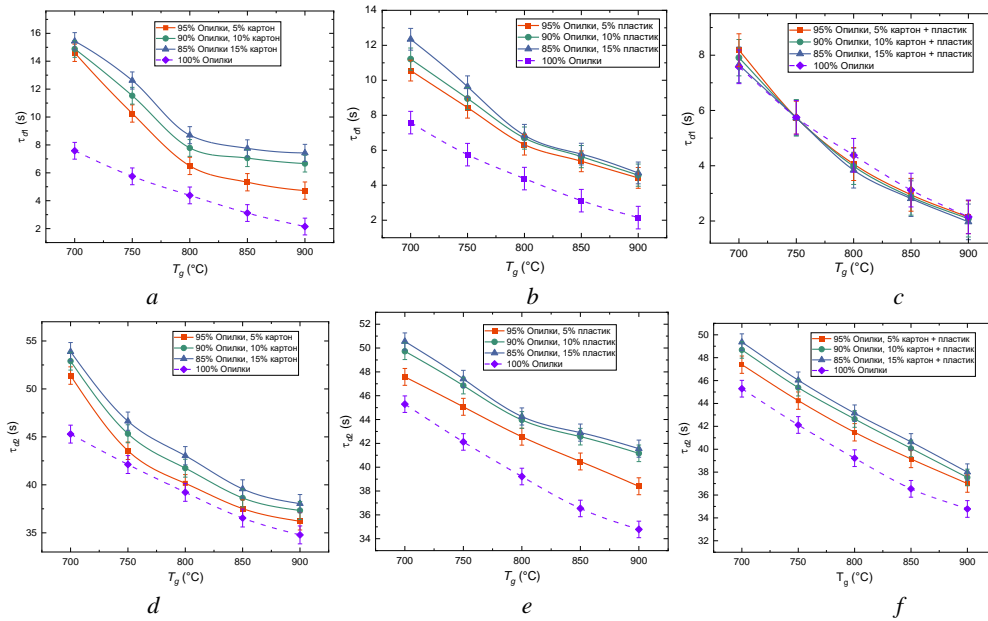 95% Опилки, 5% картон
90% Опилки, 10% картон
85% Опилки 15% картон
100% Опилки
τd1 (s)
16
14
12
10
8
6
4
2
700 750 800 850 900
Tg (°C)
a
95% Опилки, 5% пластик
90% Опилки, 10% пластик
85% Опилки, 15% пластик
100% Опилки
τd1 (s)
14
12
10
8
6
4
2
700 750 800 850 900
Tg (°C)
b
95% Опилки, 5 картон + пластик
90% Опилки, 10% картон + пластик
85% Опилки, 15% картон + пластик
100% Опилки
τd1 (s)
8
6
4
2
700 750 800 850 900
Tg (°C)
c
95% Опилки, 5% картон
90% Опилки, 10% картон
85% Опилки, 15% картон
100% Опилки
τd2 (s)
55
50
45
40
35
700 750 800 850 900
Tg (°C)
d
95% Опилки, 5% пластик
90% Опилки, 10% пластик
85% Опилки, 15% пластик
100% Опилки
τd2 (s)
52
50
48
46
44
42
40
38
36
34
32
700 750 800 850 900
Tg (°C)
e
95% Опилки, 5% картон + пластик
90% Опилки, 10% картон + пластик
85% Опилки, 15% картон + пластик
100% Опилки
τd2 (s)
50
48
46
44
42
40
38
36
34
32
700 750 800 850 900
Tg (°C)
f